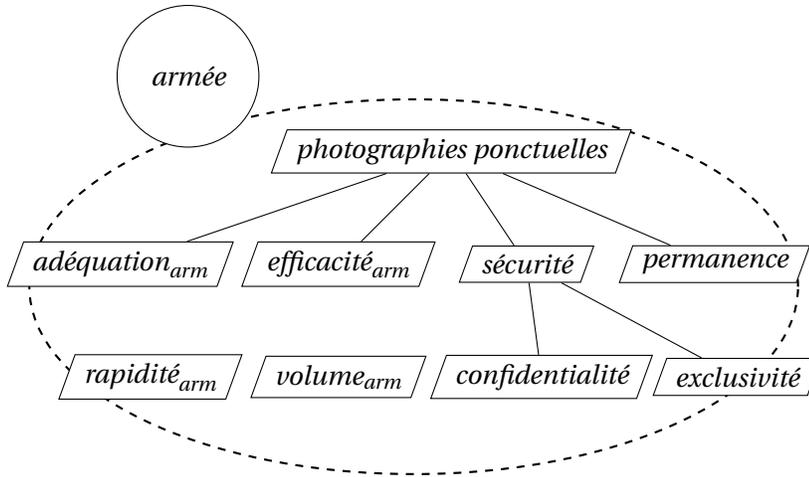 armée
photographies ponctuelles
adéquation_arm
efficacité_arm
sécurité
permanence
rapidité_arm
volume_arm
confidentialité
exclusivité